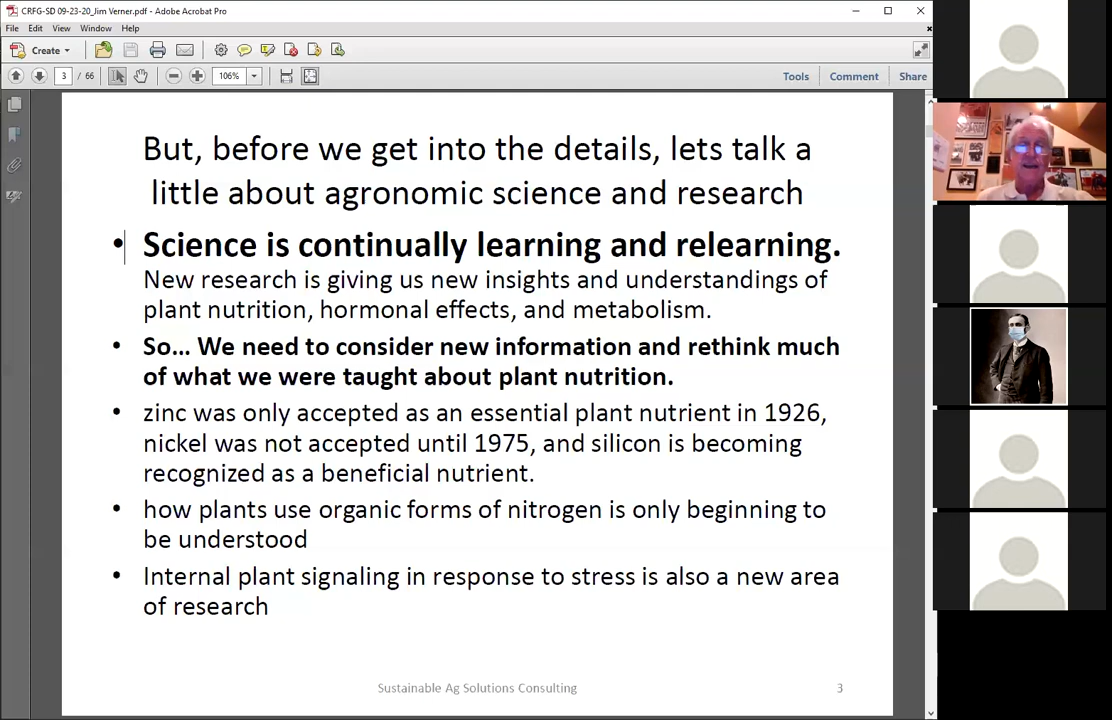 CRFG-SD 09-23-20_Jim Verner.pdf - Adobe Acrobat Pro
File Edit View Window Help
Create
3 / 66
106%
Tools Comment Share
But, before we get into the details, lets talk a
little about agronomic science and research
• Science is continually learning and relearning.
New research is giving us new insights and understandings of
plant nutrition, hormonal effects, and metabolism.
• So... We need to consider new information and rethink much
of what we were taught about plant nutrition.
• zinc was only accepted as an essential plant nutrient in 1926,
nickel was not accepted until 1975, and silicon is becoming
recognized as a beneficial nutrient.
• how plants use organic forms of nitrogen is only beginning to
be understood
• Internal plant signaling in response to stress is also a new area
of research
Sustainable Ag Solutions Consulting 3